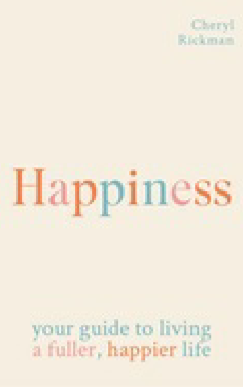 Cheryl
Rickman
Happiness
your guide to living
a fuller, happier life